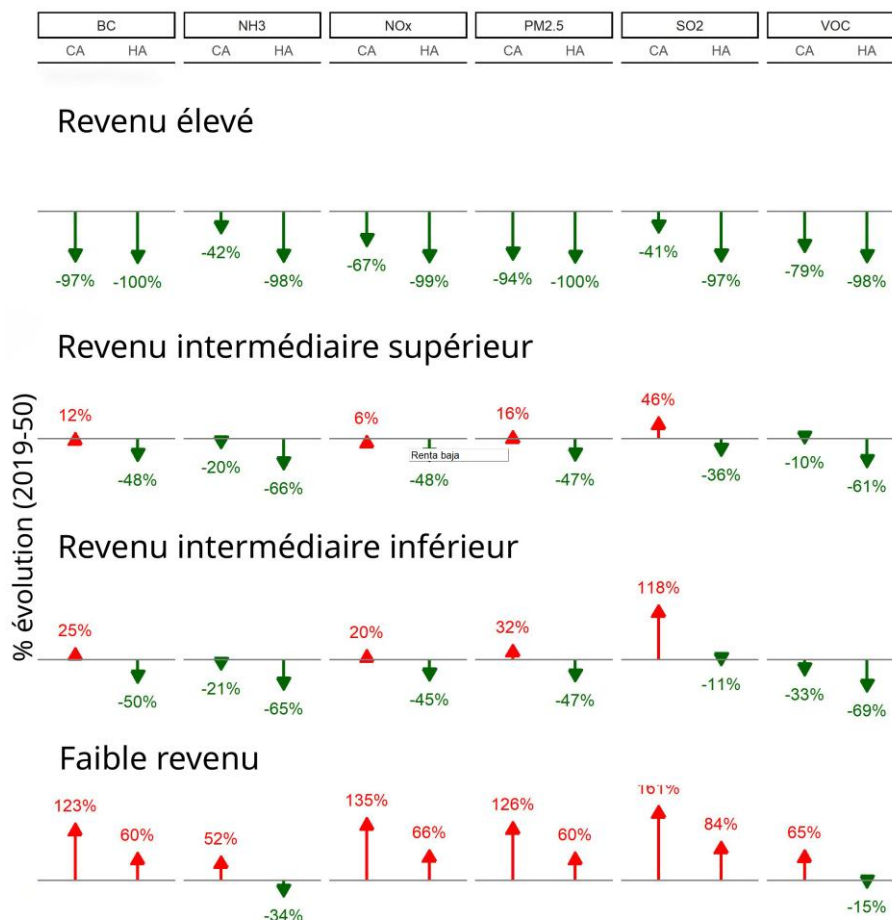 BC NH3 NOx PM2.5 SO2 VOC
CA HA CA HA CA HA CA HA CA HA CA HA
Revenu élevé
-97% -100% -42% -98% -67% -99% -94% -100% -41% -97% -79% -98%
Revenu intermédiaire supérieur
12% -48% -20% -66% 6% -48% 16% -47% 46% -36% -10% -61%
Renta baja
% évolution (2019-50)
Revenu intermédiaire inférieur
25% -50% -21% -65% 20% -45% 32% -47% 118% -11% -33% -69%
Faible revenu
123% 60% 52% -34% 135% 66% 126% 60% 161% 84% 65% -15%